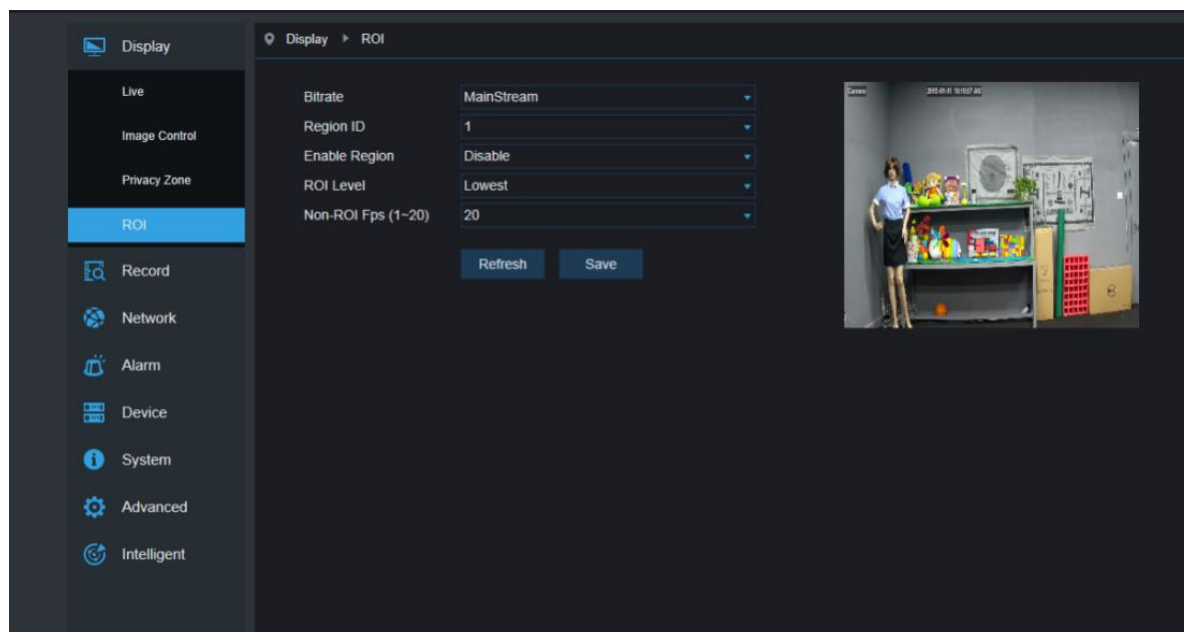 Display
Live
Image Control
Privacy Zone
ROI
Record
Network
Alarm
Device
System
Advanced
Intelligent
Display ROI
Bitrate MainStream
Region ID 1
Enable Region Disable
ROI Level Lowest
Non-ROI Fps (1~20) 20
Refresh Save
Camera